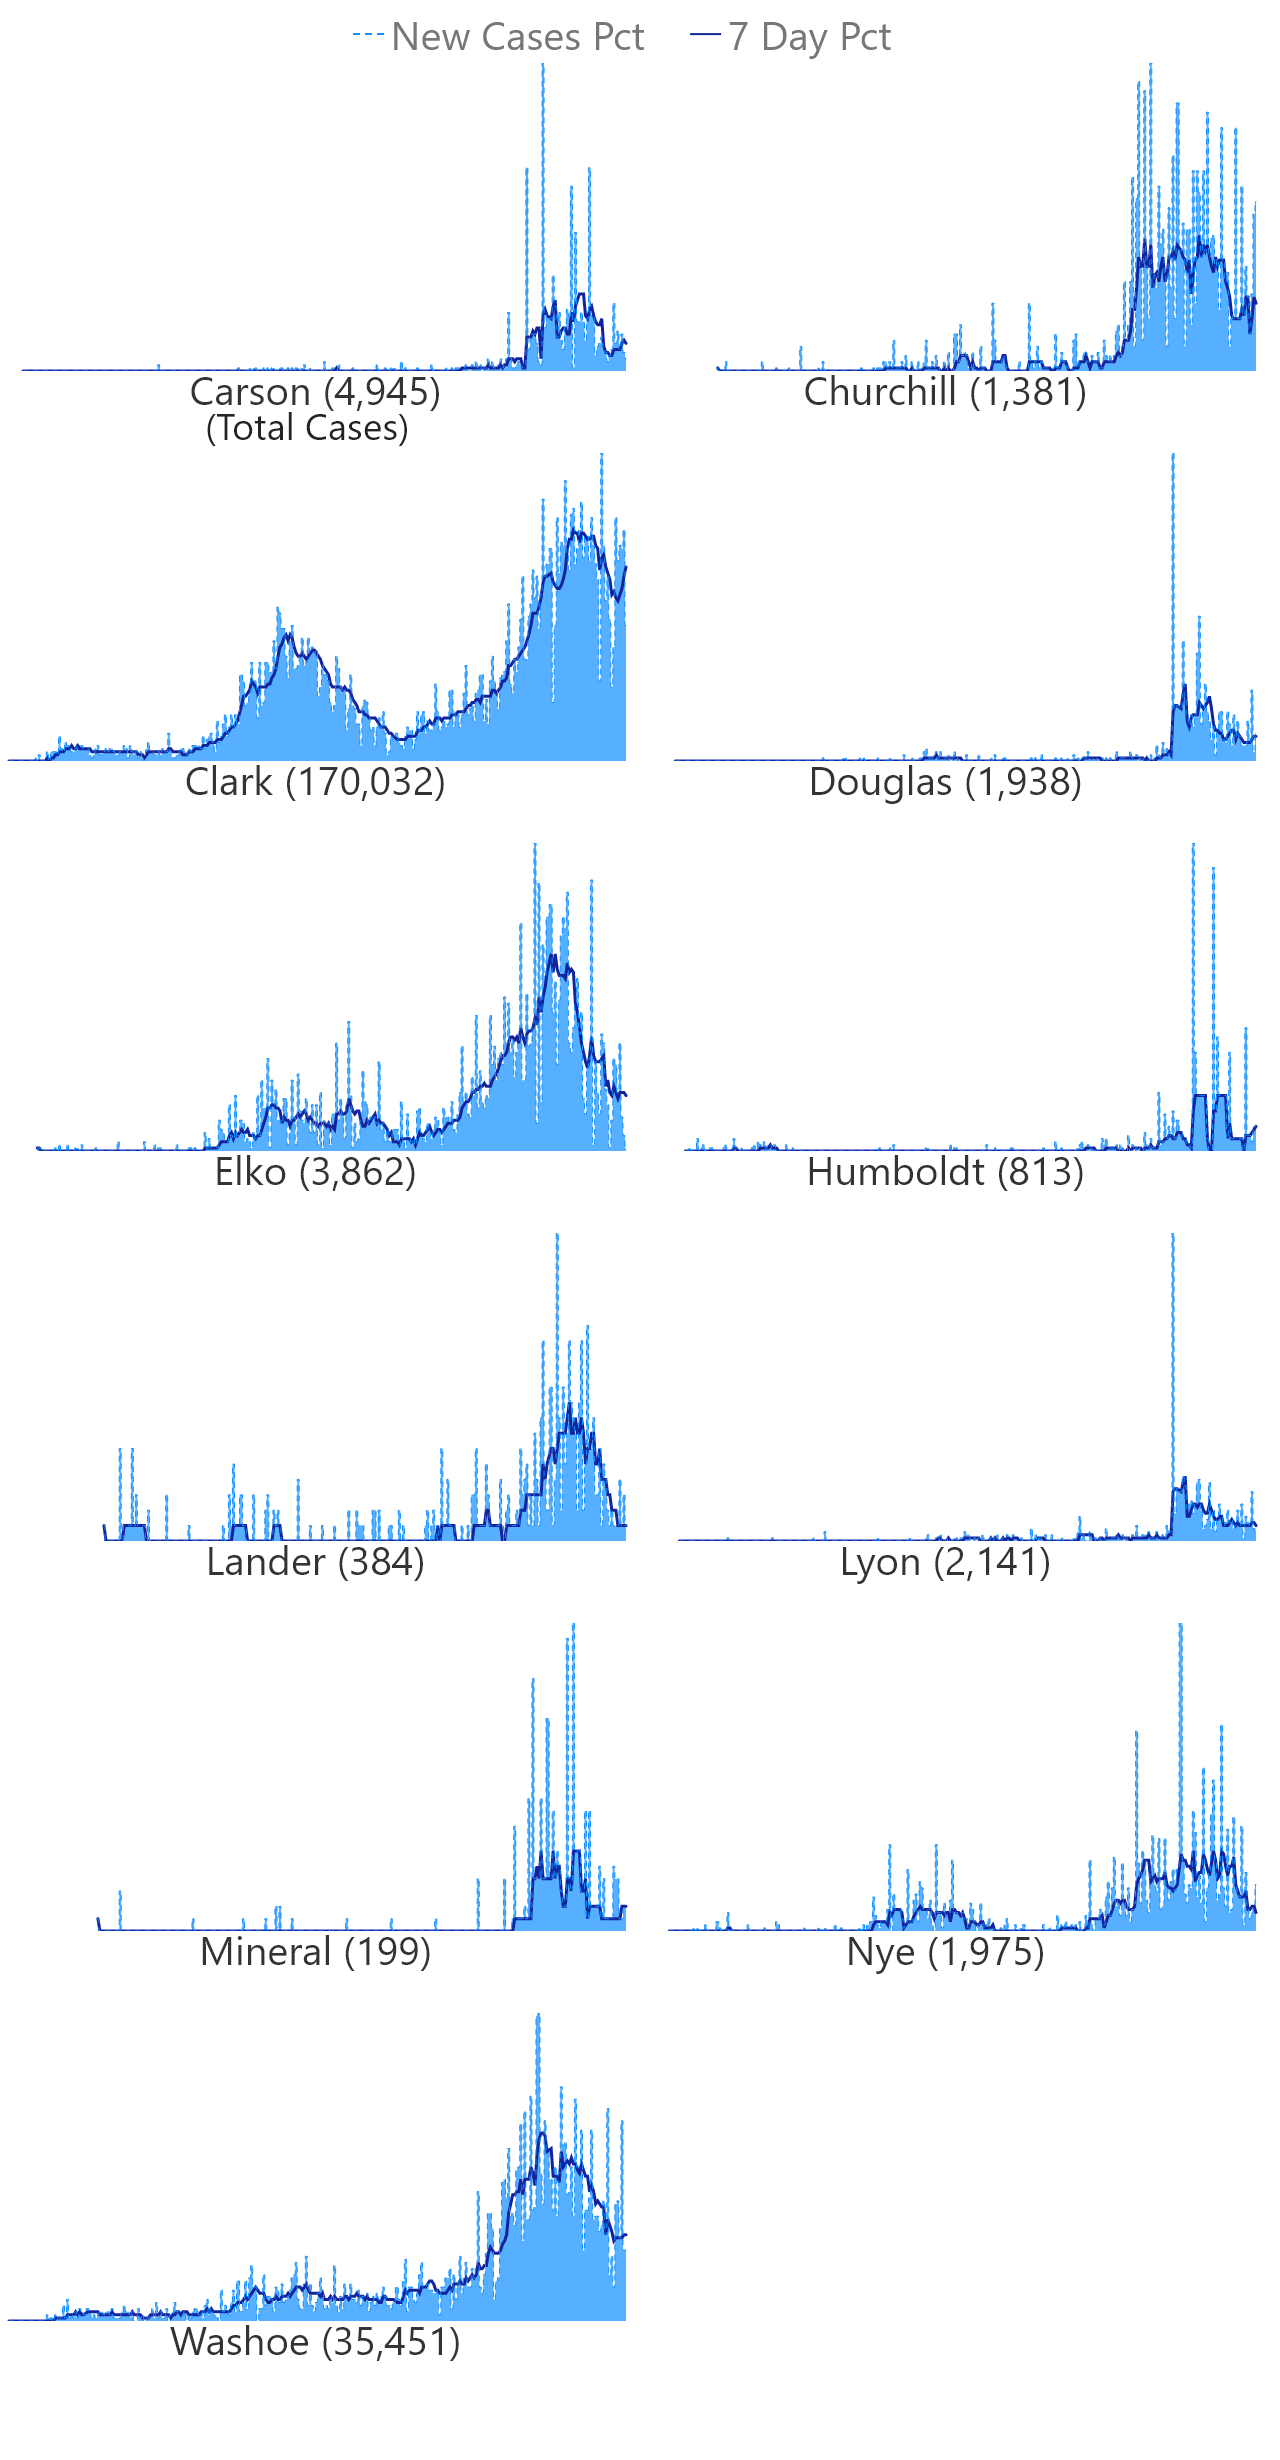 New Cases Pct 7 Day Pct
Carson (4,945) Churchill (1,381)
(Total Cases)
Clark (170,032) Douglas (1,938)
Elko (3,862) Humboldt (813)
Lander (384) Lyon (2,141)
Mineral (199) Nye (1,975)
Washoe (35,451)